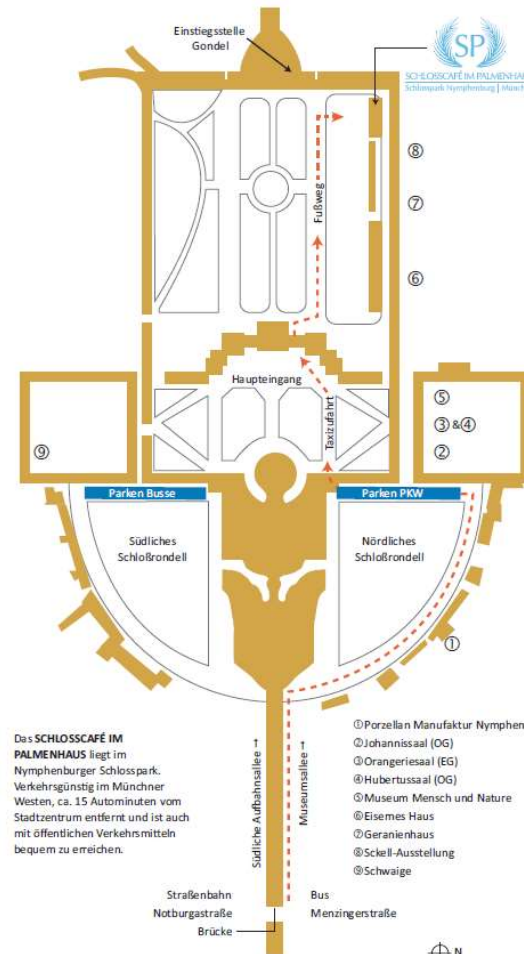 Einstiegsstelle
Gondel
SP
SCHLOSSCAFÉ IM PALMENHAU
Schlosspark Nymphenburg | Münch
⑧
Fußweg
⑦
⑥
Haupteingang
Taxizufahrt
⑤
③ &④
②
⑨
Parken Busse
Parken PKW
Südliches
Schloßrondell
Nördliches
Schloßrondell
①
Das SCHLOSSCAFÉ IM
PALMENHAUS liegt im
Nymphenburger Schlosspark.
Verkehrsgünstig im Münchner
Westen, ca. 15 Autominuten vom
Stadtzentrum entfernt und ist auch
mit öffentlichen Verkehrsmitteln
bequem zu erreichen.
Südliche Aufbahnsallee →
Museumsallee →
①Porzellan Manufaktur Nymphen
②Johannissaal (OG)
③Orangeriesaal (EG)
④Hubertussaal (OG)
⑤Museum Mensch und Nature
⑥Eisernes Haus
⑦Geranienhaus
⑧Sckell-Ausstellung
⑨Schwaige
Straßenbahn
Notburgastraße
Brücke
Bus
Menzingerstraße
N